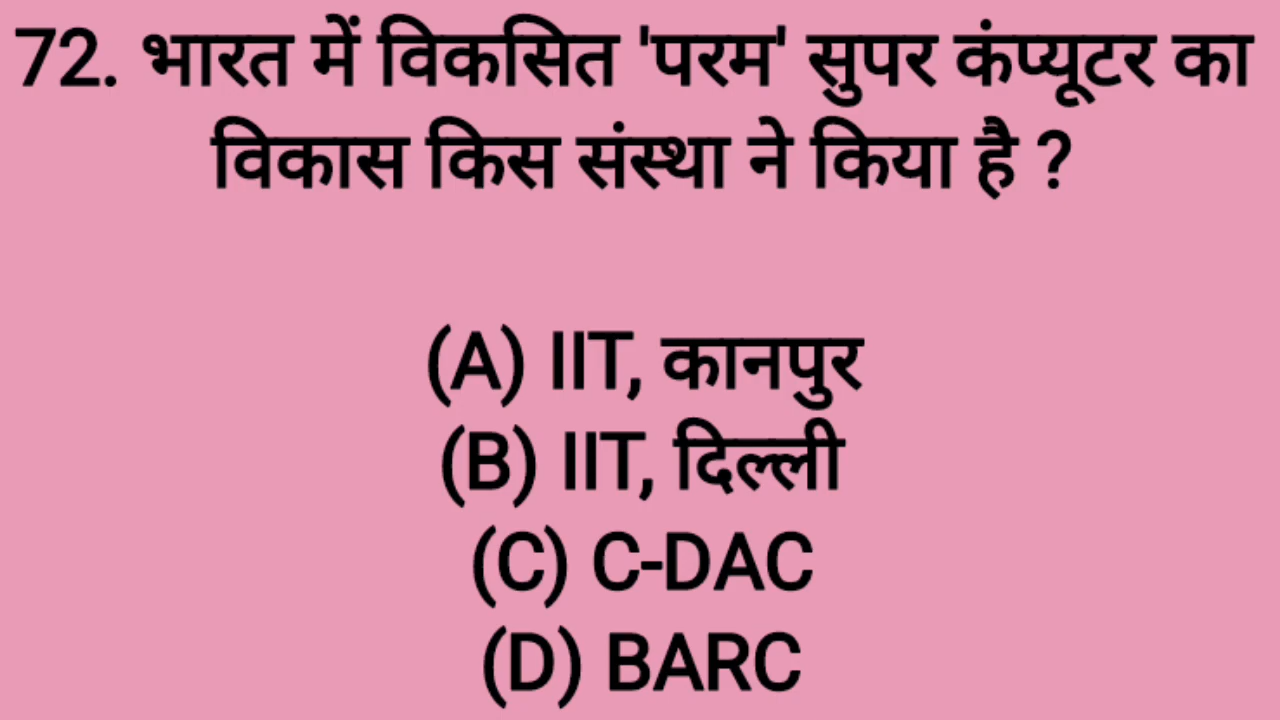 72. भारत में विकसित 'परम' सुपर कंप्यूटर का
विकास किस संस्था ने किया है ?
(A) IIT, कानपुर
(B) IIT, दिल्ली
(C) C-DAC
(D) BARC